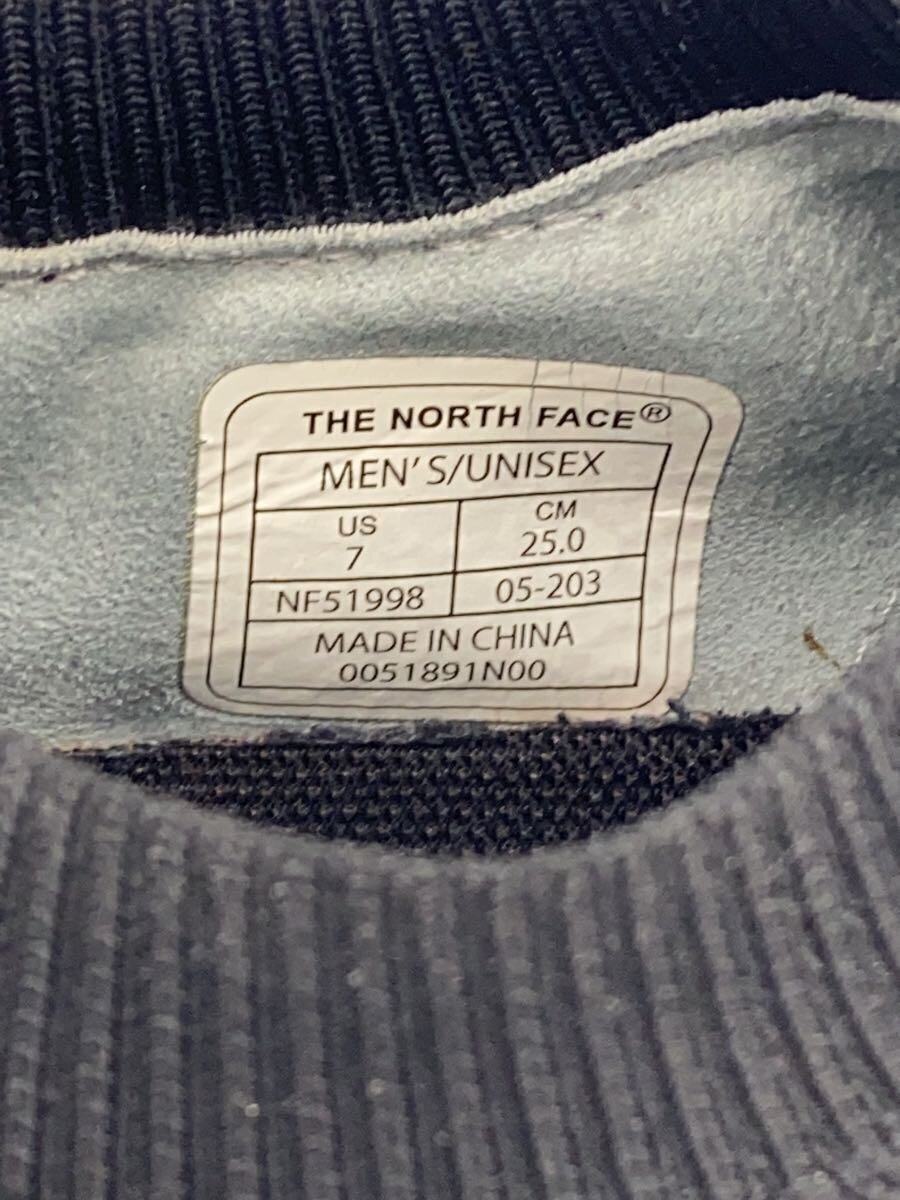 THE NORTH FACE®
MEN'S/UNISEX
US CM
7 25.0
NF51998 05-203
MADE IN CHINA
0051891N00